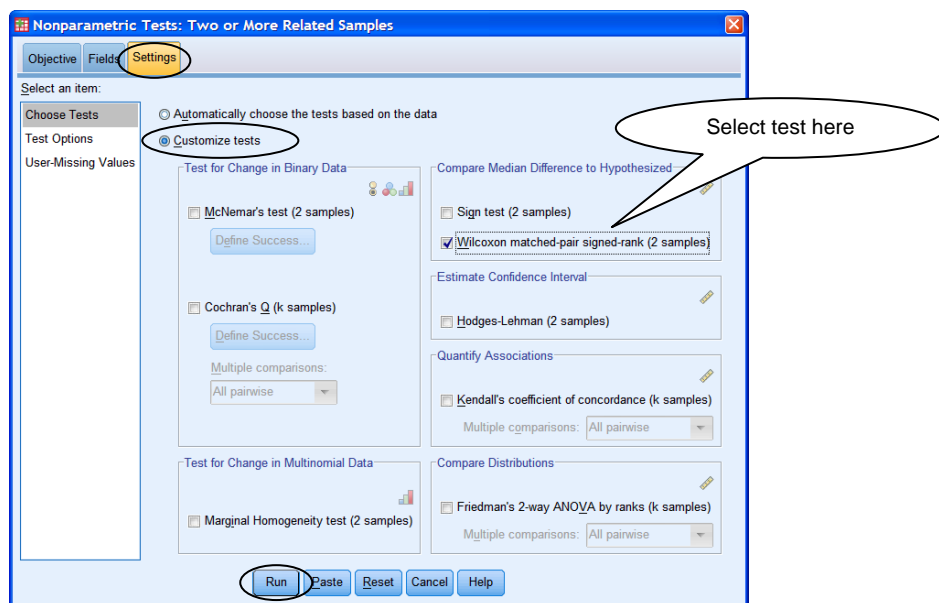 Nonparametric Tests: Two or More Related Samples
Objective Fields Settings
Select an item:
Choose Tests
Test Options
User-Missing Values
Automatically choose the tests based on the data
Customize tests
Select test here
Test for Change in Binary Data
McNemar's test (2 samples)
Define Success...
Cochran's Q (k samples)
Define Success...
Multiple comparisons:
All pairwise
Test for Change in Multinomial Data
Marginal Homogeneity test (2 samples)
Compare Median Difference to Hypothesized
Sign test (2 samples)
Wilcoxon matched-pair signed-rank (2 samples)
Estimate Confidence Interval
Hodges-Lehman (2 samples)
Quantify Associations
Kendall's coefficient of concordance (k samples)
Multiple comparisons: All pairwise
Compare Distributions
Friedman's 2-way ANOVA by ranks (k samples)
Multiple comparisons: All pairwise
Run Paste Reset Cancel Help